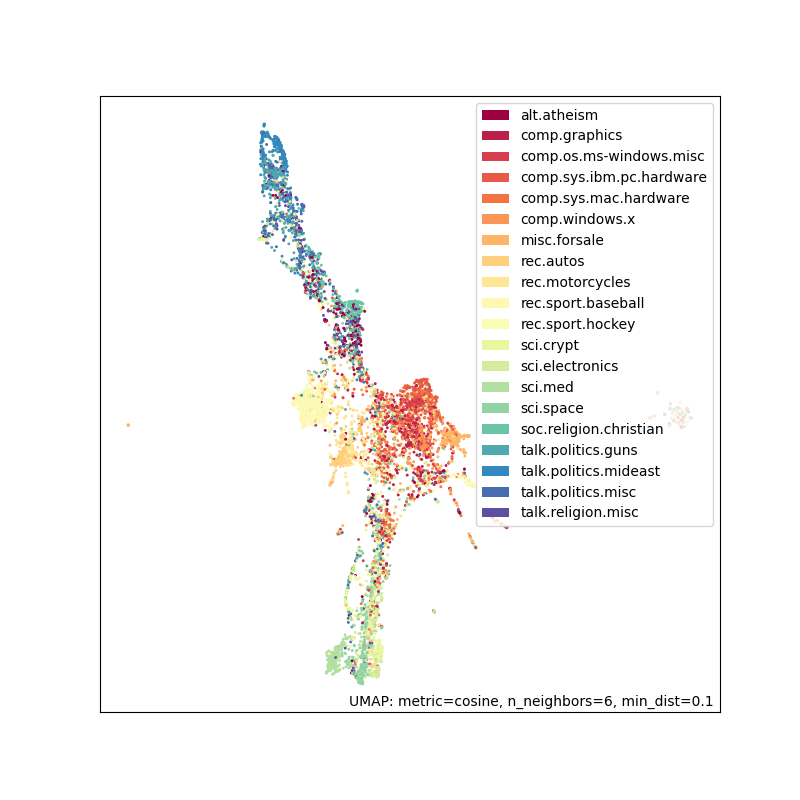 alt.atheism
comp.graphics
comp.os.ms-windows.misc
comp.sys.ibm.pc.hardware
comp.sys.mac.hardware
comp.windows.x
misc.forsale
rec.autos
rec.motorcycles
rec.sport.baseball
rec.sport.hockey
sci.crypt
sci.electronics
sci.med
sci.space
soc.religion.christian
talk.politics.guns
talk.politics.mideast
talk.politics.misc
talk.religion.misc
UMAP: metric=cosine, n_neighbors=6, min_dist=0.1